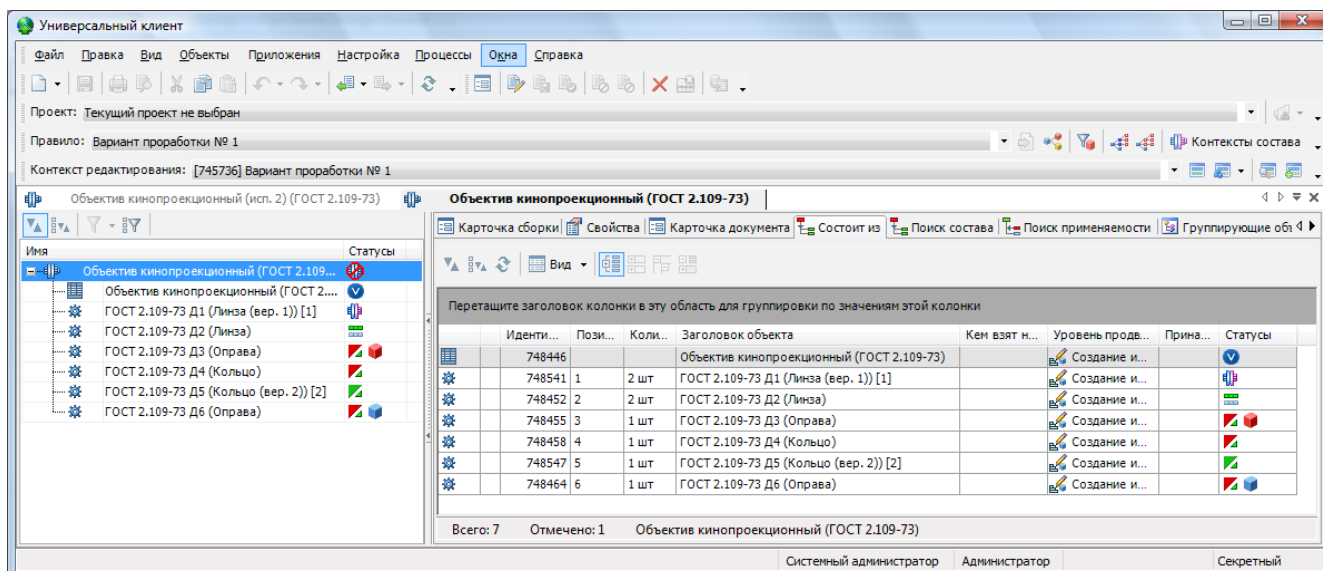 Универсальный клиент
Файл Правка Вид Объекты Приложения Настройка Процессы Окна Справка
Проект: Текущий проект не выбран
Правило: Вариант проработки № 1 Контексты состава
Контекст редактирования: [745736] Вариант проработки № 1
Объектив кинопроекционный (исп. 2) (ГОСТ 2.109-73) Объектив кинопроекционный (ГОСТ 2.109-73)
Карточка сборки Свойства Карточка документа Состоит из Поиск состава Поиск применяемости Группирующие объ
Имя Статусы
Объектив кинопроекционный (ГОСТ 2.109...
Объектив кинопроекционный (ГОСТ 2....
ГОСТ 2.109-73 Д1 (Линза (вер. 1)) [1]
ГОСТ 2.109-73 Д2 (Линза)
ГОСТ 2.109-73 Д3 (Оправа)
ГОСТ 2.109-73 Д4 (Кольцо)
ГОСТ 2.109-73 Д5 (Кольцо (вер. 2)) [2]
ГОСТ 2.109-73 Д6 (Оправа)
Вид
Перетащите заголовок колонки в эту область для группировки по значениям этой колонки
Иденти... Пози... Коли... Заголовок объекта Кем взят н... Уровень продв... Прина... Статусы
748446 Объектив кинопроекционный (ГОСТ 2.109-73) Создание и...
748541 1 2 шт ГОСТ 2.109-73 Д1 (Линза (вер. 1)) [1] Создание и...
748452 2 2 шт ГОСТ 2.109-73 Д2 (Линза) Создание и...
748455 3 1 шт ГОСТ 2.109-73 Д3 (Оправа) Создание и...
748458 4 1 шт ГОСТ 2.109-73 Д4 (Кольцо) Создание и...
748547 5 1 шт ГОСТ 2.109-73 Д5 (Кольцо (вер. 2)) [2] Создание и...
748464 6 1 шт ГОСТ 2.109-73 Д6 (Оправа) Создание и...
Всего: 7 Отмечено: 1 Объектив кинопроекционный (ГОСТ 2.109-73)
Системный администратор Администратор Секретный